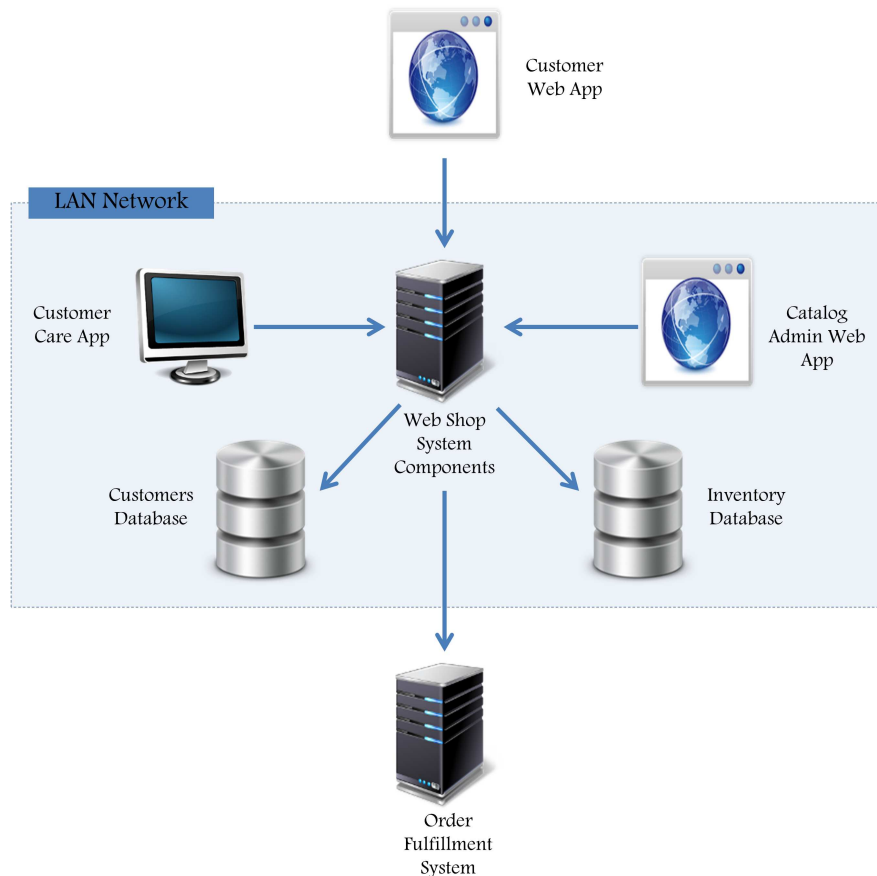 Customer
Web App
LAN Network
Customer
Care App
Catalog
Admin Web
App
Web Shop
System
Components
Customers
Database
Inventory
Database
Order
Fulfillment
System